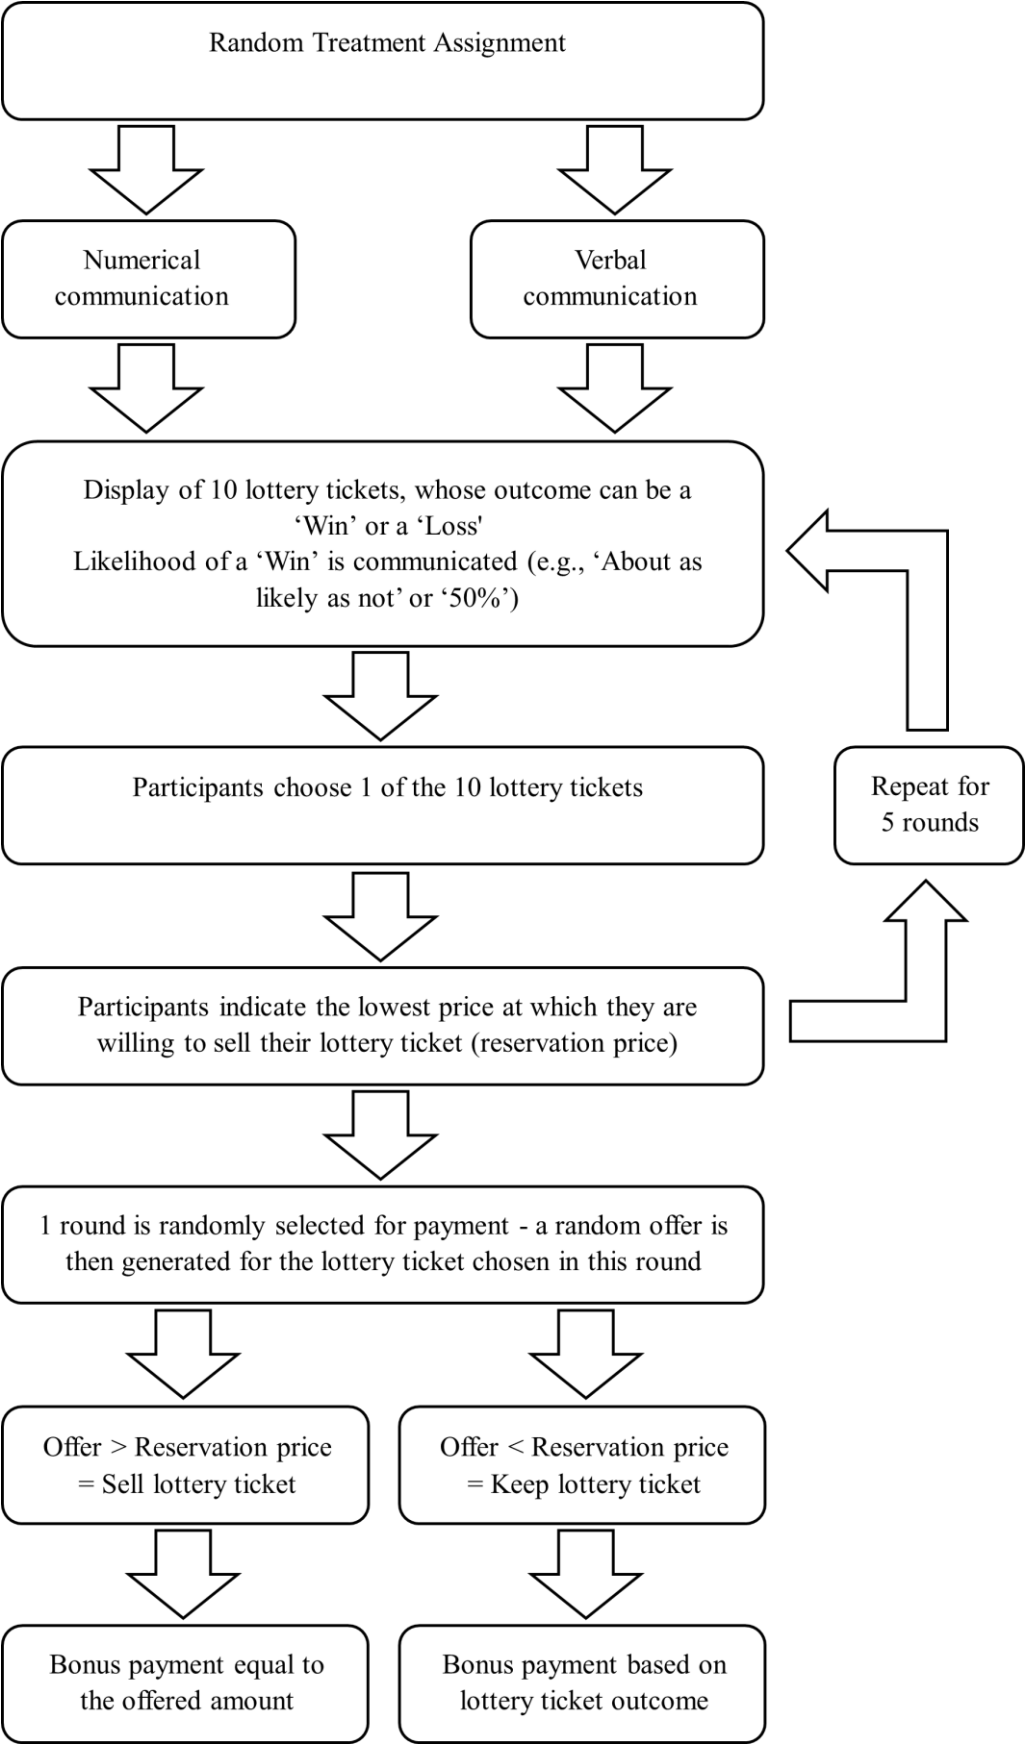 Random Treatment Assignment
Numerical
communication
Verbal
communication
Display of 10 lottery tickets, whose outcome can be a
‘Win’ or a ‘Loss'
Likelihood of a ‘Win’ is communicated (e.g., ‘About as
likely as not’ or ‘50%’)
Participants choose 1 of the 10 lottery tickets
Repeat for
5 rounds
Participants indicate the lowest price at which they are
willing to sell their lottery ticket (reservation price)
1 round is randomly selected for payment - a random offer is
then generated for the lottery ticket chosen in this round
Offer > Reservation price
= Sell lottery ticket
Offer < Reservation price
= Keep lottery ticket
Bonus payment equal to
the offered amount
Bonus payment based on
lottery ticket outcome